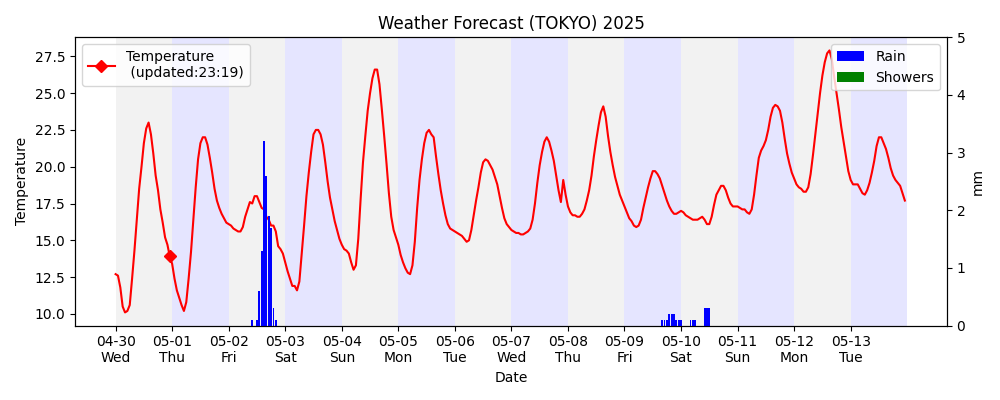 Weather Forecast (TOKYO) 2025
Temperature
(updated:23:19)
Rain
Showers
Temperature
27.5
25.0
22.5
20.0
17.5
15.0
12.5
10.0
5
4
3
2
1
0
mm
04-30 05-01 05-02 05-03 05-04 05-05 05-06 05-07 05-08 05-09 05-10 05-11 05-12 05-13
Wed Thu Fri Sat Sun Mon Tue Wed Thu Fri Sat Sun Mon Tue
Date